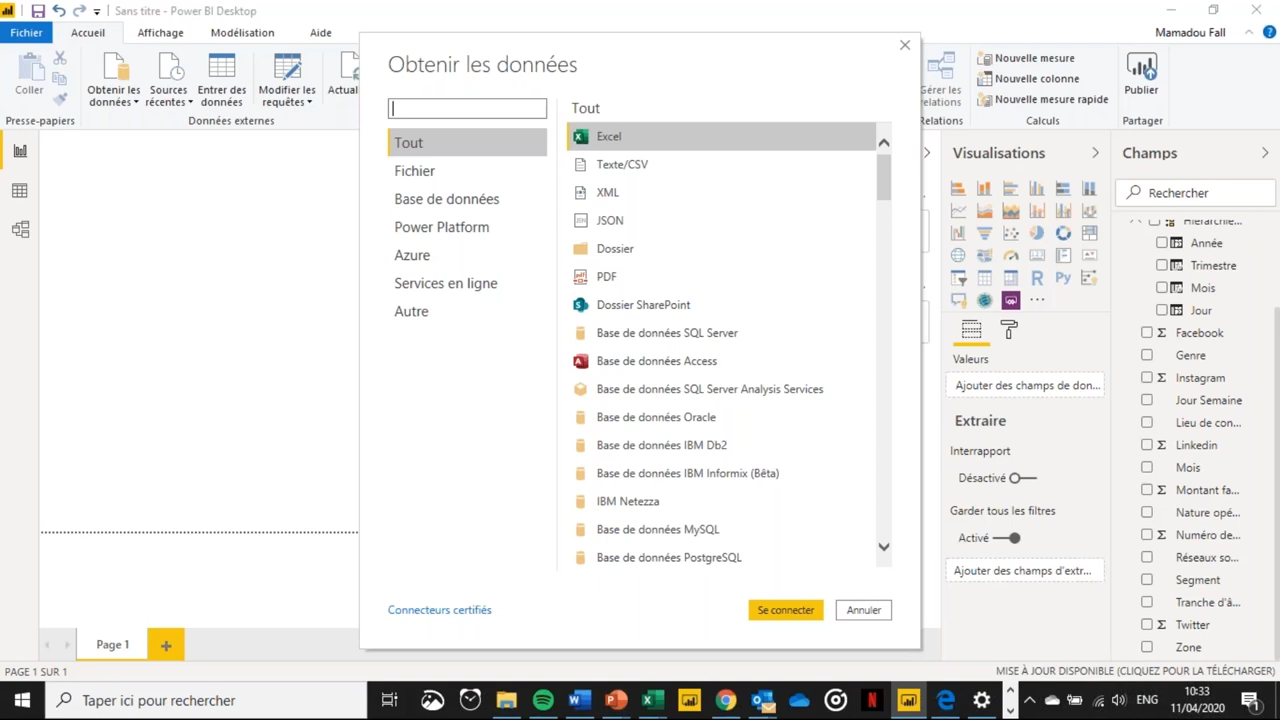 Sans titre - Power BI Desktop
Fichier
Accueil
Affichage
Modélisation
Aide
Mamadou Fall
Coller
Obtenir les données
Sources récentes
Entrer des données
Modifier les requêtes
Actual
Presse-papiers
Données externes
Gérer les relations
Relations
Nouvelle mesure
Nouvelle colonne
Nouvelle mesure rapide
Calculs
Publier
Partager
Obtenir les données
Tout
Fichier
Base de données
Power Platform
Azure
Services en ligne
Autre
Tout
Excel
Texte/CSV
XML
JSON
Dossier
PDF
Dossier SharePoint
Base de données SQL Server
Base de données Access
Base de données SQL Server Analysis Services
Base de données Oracle
Base de données IBM Db2
Base de données IBM Informix (Bêta)
IBM Netezza
Base de données MySQL
Base de données PostgreSQL
Connecteurs certifiés
Se connecter
Annuler
Visualisations
R
Py
Valeurs
Ajouter des champs de don...
Extraire
Interrapport
Désactivé
Garder tous les filtres
Activé
Ajouter des champs d'extr...
Champs
Rechercher
Hiérarchie...
Année
Trimestre
Mois
Jour
Facebook
Genre
Instagram
Jour Semaine
Lieu de con...
Linkedin
Mois
Montant fa...
Nature opé...
Numéro de...
Réseaux so...
Segment
Tranche d'â...
Twitter
Zone
Page 1
PAGE 1 SUR 1
MISE À JOUR DISPONIBLE (CLIQUEZ POUR LA TÉLÉCHARGER)
Taper ici pour rechercher
ENG
10:33
11/04/2020